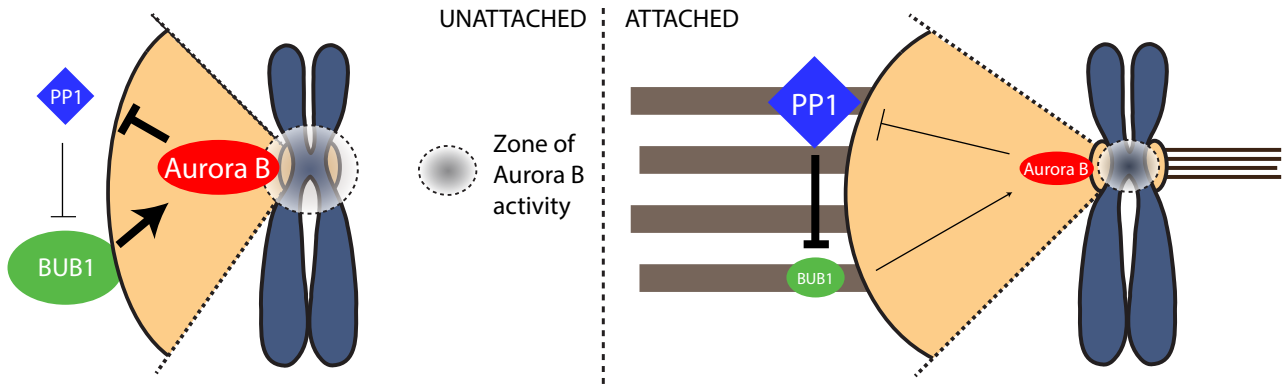 UNATTACHED
ATTACHED
PP1
Aurora B
BUB1
Zone of
Aurora B
activity
PP1
Aurora B
BUB1